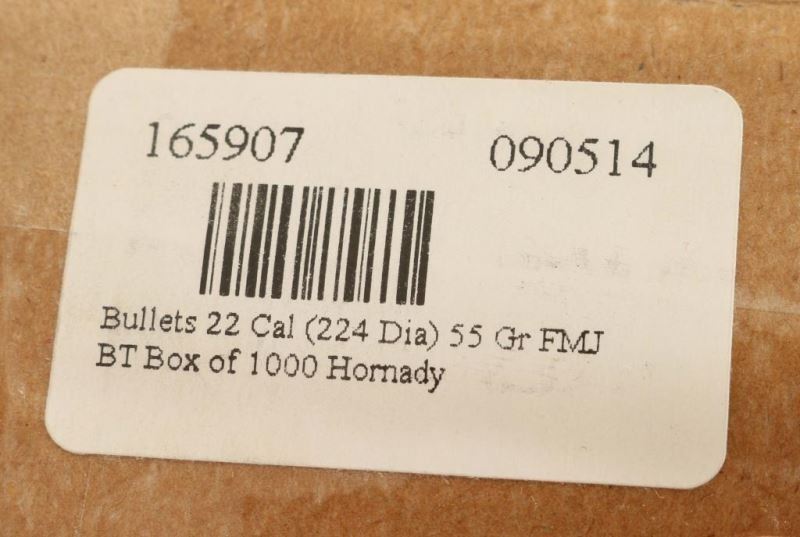 165907 090514
Bullets 22 Cal (224 Dia) 55 Gr FMJ
BT Box of 1000 Hornady